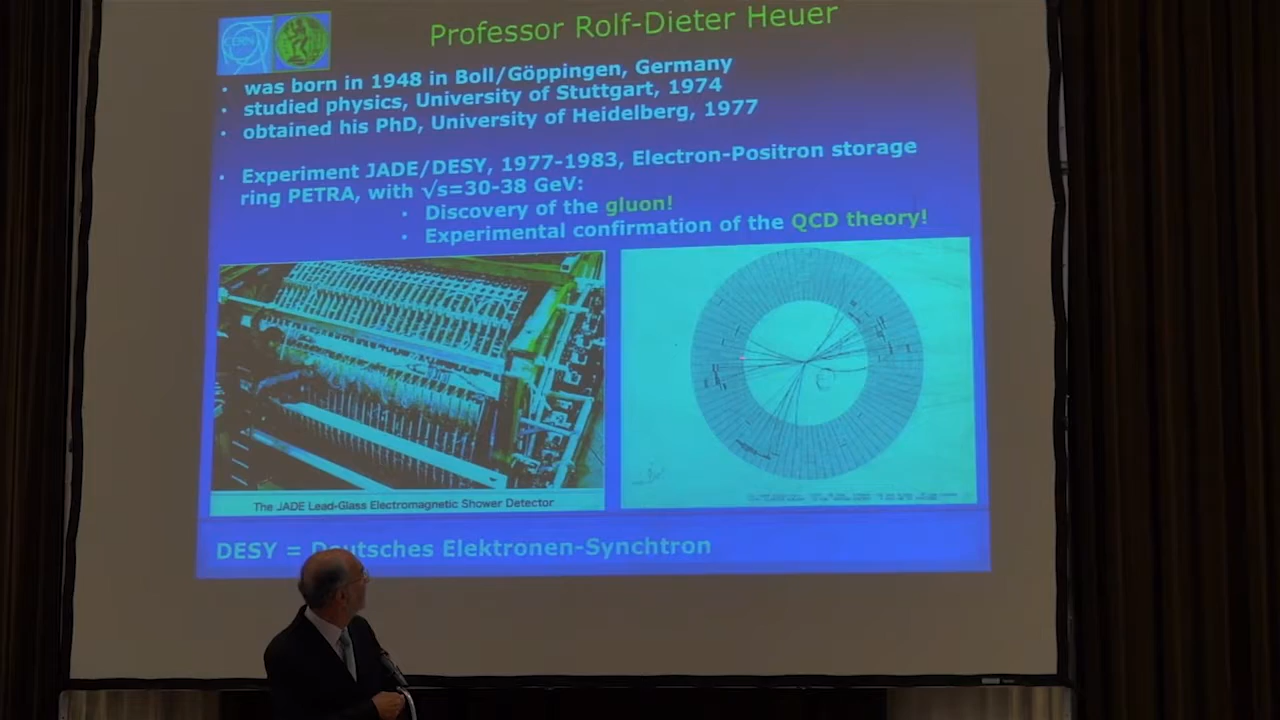 CERN
Professor Rolf-Dieter Heuer
• was born in 1948 in Boll/Göppingen, Germany
• studied physics, University of Stuttgart, 1974
• obtained his PhD, University of Heidelberg, 1977
• Experiment JADE/DESY, 1977-1983, Electron-Positron storage
ring PETRA, with √s=30-38 GeV:
• Discovery of the gluon!
• Experimental confirmation of the QCD theory!
The JADE Lead-Glass Electromagnetic Shower Detector
DESY = Deutsches Elektronen-Synchtron